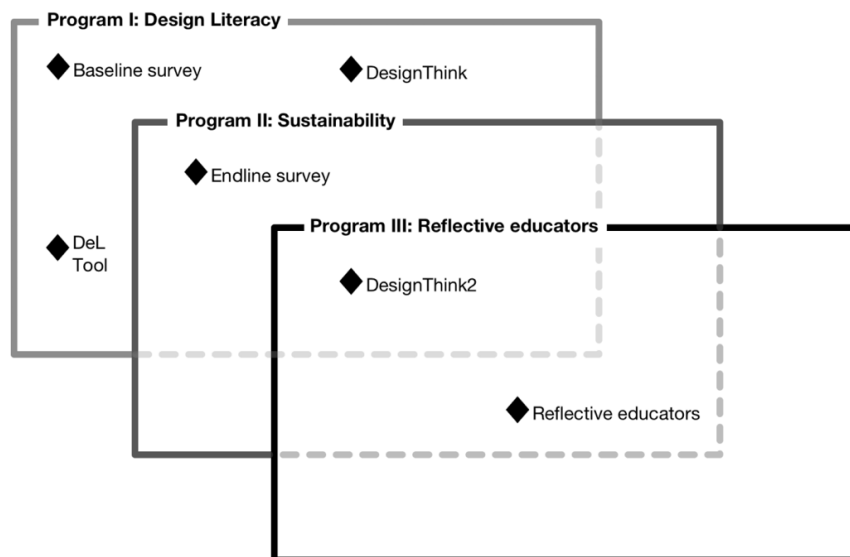 Program I: Design Literacy
Baseline survey
DesignThink
Program II: Sustainability
Endline survey
Program III: Reflective educators
DeL
Tool
DesignThink2
Reflective educators